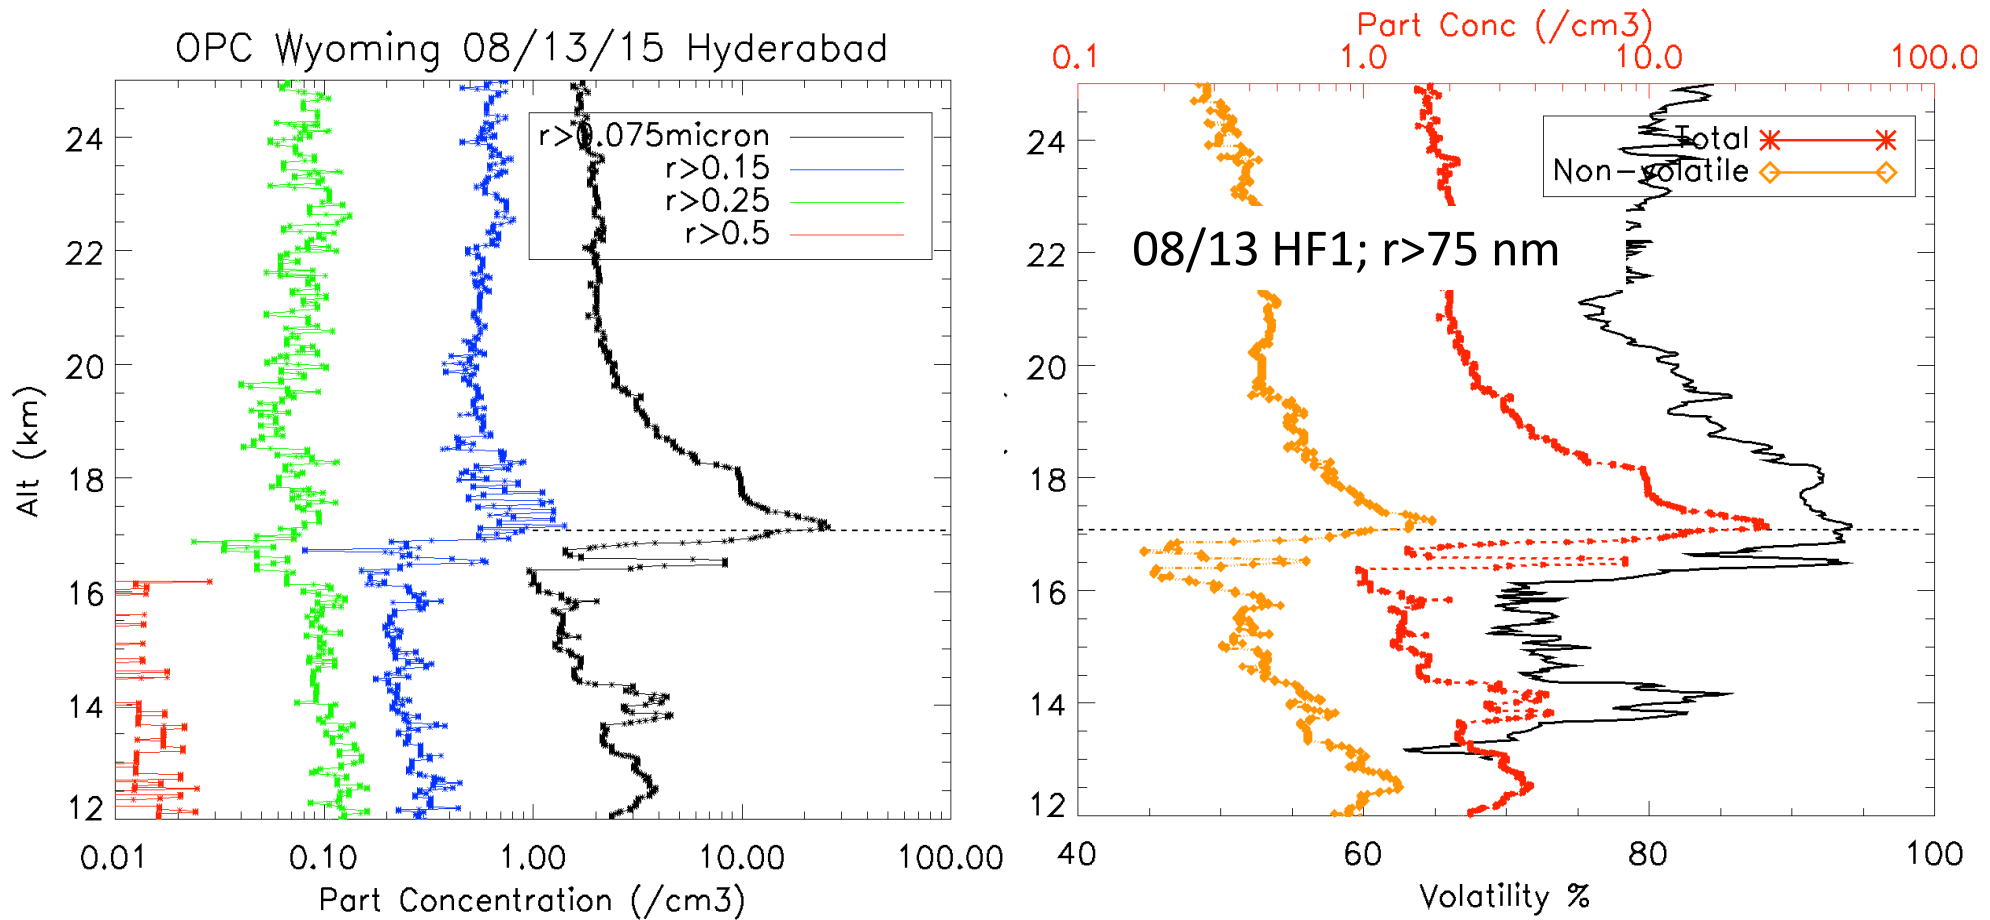 OPC Wyoming 08/13/15 Hyderabad
r>0.075micron
r>0.15
r>0.25
r>0.5
Alt (km)
24
22
20
18
16
14
12
0.01 0.10 1.00 10.00 100.00
Part Concentration (/cm3)
Part Conc (/cm3)
0.1 1.0 10.0 100.0
Total
Non-volatile
08/13 HF1; r>75 nm
24
22
20
18
16
14
12
40 60 80 100
Volatility %